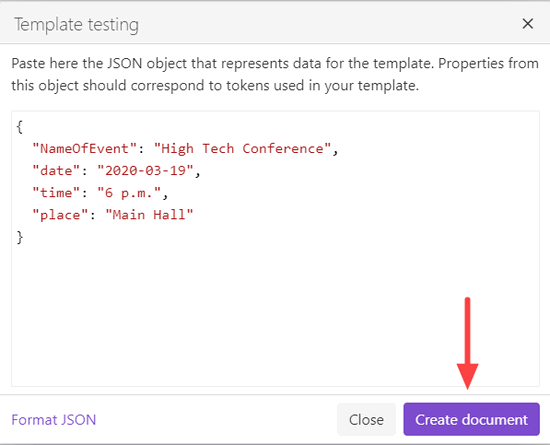 Template testing
Paste here the JSON object that represents data for the template. Properties from
this object should correspond to tokens used in your template.
{
  "NameOfEvent": "High Tech Conference",
  "date": "2020-03-19",
  "time": "6 p.m.",
  "place": "Main Hall"
}
Format JSON
Close
Create document